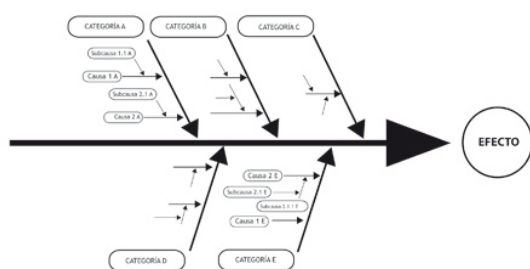 CATEGORÍA A
CATEGORÍA B
CATEGORÍA C
Subcausa 1.1 A
Causa 1 A
Subcausa 2.1 A
Causa 2 A
EFECTO
Causa 2 E
Subcausa 2.1 E
Subcausa 2.1.1 E
Causa 1 E
CATEGORÍA D
CATEGORÍA E